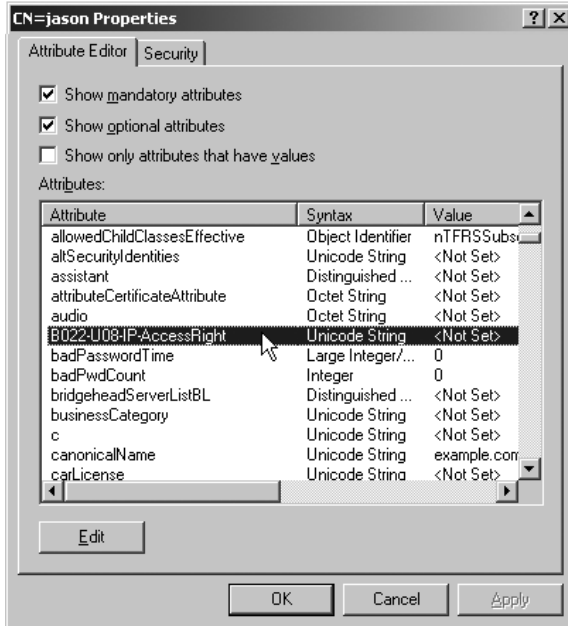 CN=jason Properties
Attribute Editor Security
Show mandatory attributes
Show optional attributes
Show only attributes that have values
Attributes:
Attribute Syntax Value
allowedChildClassesEffective Object Identifier nTFRSSubs
altSecurityIdentities Unicode String <Not Set>
assistant Distinguished ... <Not Set>
attributeCertificateAttribute Octet String <Not Set>
audio Octet String <Not Set>
B022-U08-IP-AccessRight Unicode String <Not Set>
badPasswordTime Large Integer/... 0
badPwdCount Integer 0
bridgeheadServerListBL Distinguished ... <Not Set>
businessCategory Unicode String <Not Set>
c Unicode String <Not Set>
canonicalName Unicode String example.com
carLicense Unicode String <Not Set>
Edit
OK Cancel Apply